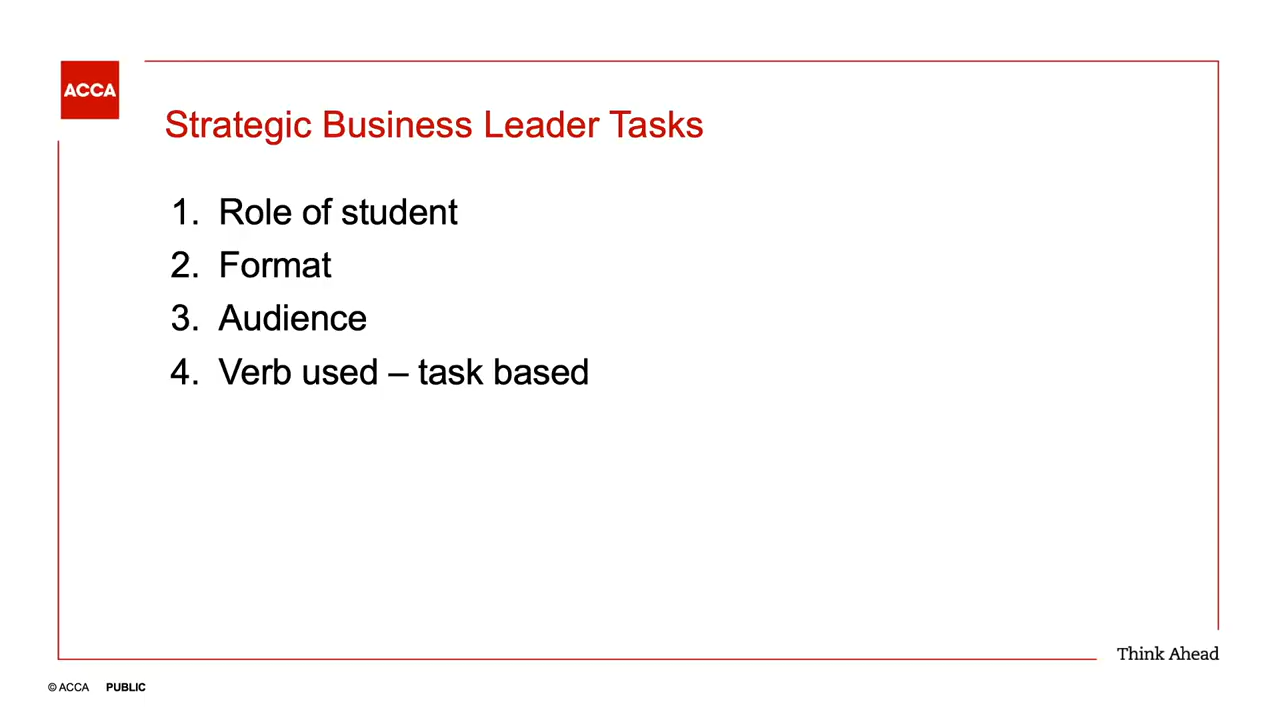 ACCA
Strategic Business Leader Tasks
1. Role of student
2. Format
3. Audience
4. Verb used – task based
Think Ahead
© ACCA PUBLIC